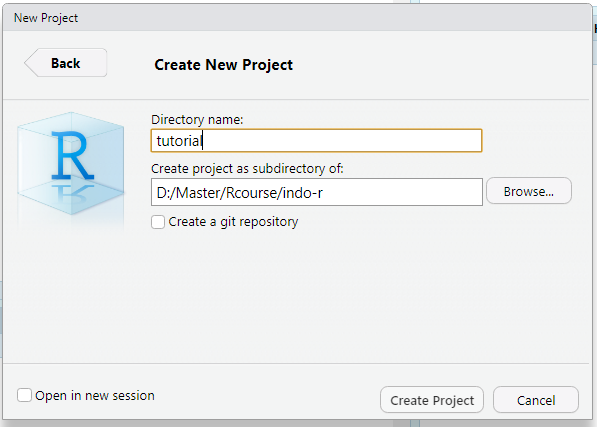 New Project
Back
Create New Project
Directory name:
tutorial
Create project as subdirectory of:
D:/Master/Rcourse/indo-r
Browse...
Create a git repository
R
Open in new session
Create Project
Cancel